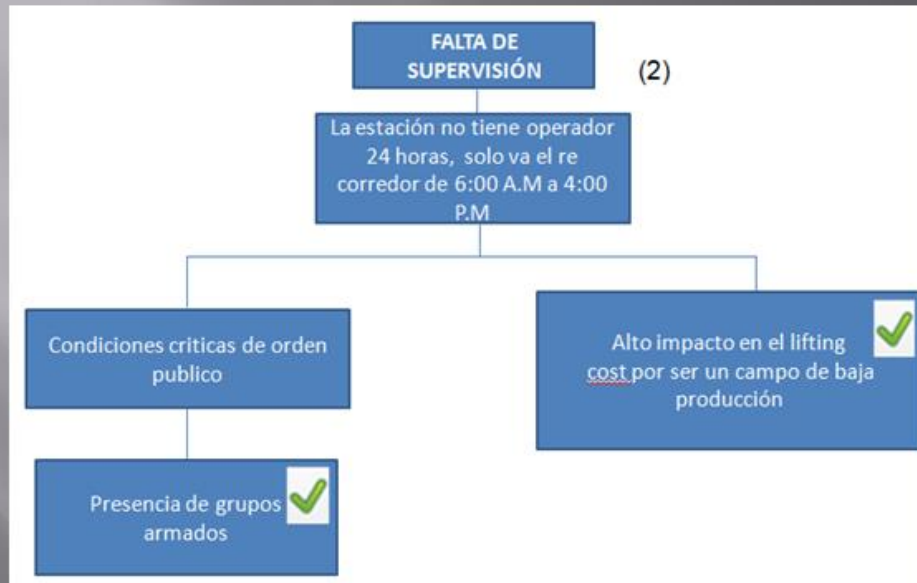 FALTA DE
SUPERVISIÓN
(2)
La estación no tiene operador
24 horas, solo va el re
corredor de 6:00 A.M a 4:00
P.M
Condiciones criticas de orden
publico
Alto impacto en el lifting
cost por ser un campo de baja
producción
Presencia de grupos
armados